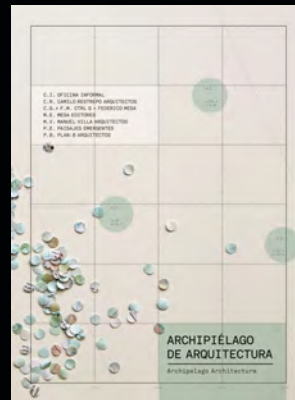 C.I. OFICINA INFORMAL
C.R. CAMILO RESTREPO ARQUITECTOS
C.G.+ F.M. CTRL G + FEDERICO MESA
M.E. MESA EDITORES
M.V. MANUEL VILLA ARQUITECTOS
P.E. PAISAJES EMERGENTES
P.B. PLAN:B ARQUITECTOS
ARCHIPIÉLAGO
DE ARQUITECTURA
Archipelago Architecture